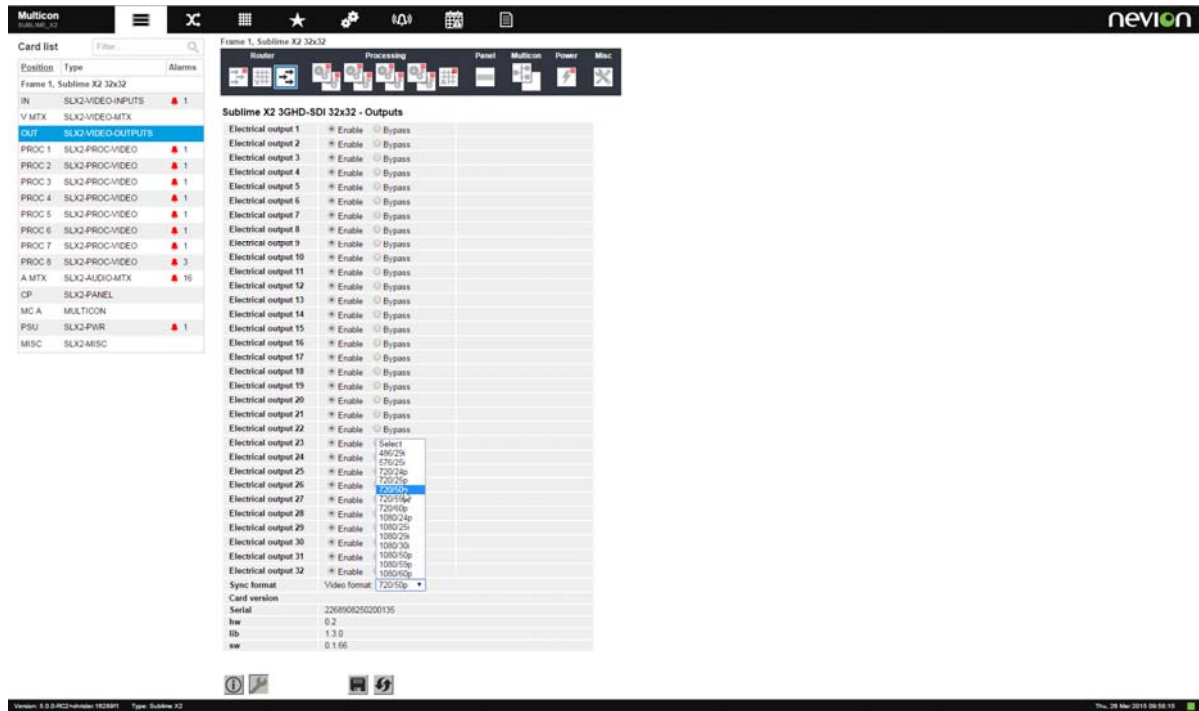 Multicon
SUBLIME_X2
nevion
Card list
Filter...
Position Type Alarms
Frame 1, Sublime X2 32x32
IN SLX2-VIDEO-INPUTS 1
V MTX SLX2-VIDEO-MTX
OUT SLX2-VIDEO-OUTPUTS
PROC 1 SLX2-PROC-VIDEO 1
PROC 2 SLX2-PROC-VIDEO 1
PROC 3 SLX2-PROC-VIDEO 1
PROC 4 SLX2-PROC-VIDEO 1
PROC 5 SLX2-PROC-VIDEO 1
PROC 6 SLX2-PROC-VIDEO 1
PROC 7 SLX2-PROC-VIDEO 1
PROC 8 SLX2-PROC-VIDEO 3
A MTX SLX2-AUDIO-MTX 16
CP SLX2-PANEL
MC A MULTICON
PSU SLX2-PWR 1
MISC SLX2-MISC
Frame 1, Sublime X2 32x32
Router Processing Panel Multicon Power Misc
Sublime X2 3GHD-SDI 32x32 - Outputs
Electrical output 1 Enable Bypass
Electrical output 2 Enable Bypass
Electrical output 3 Enable Bypass
Electrical output 4 Enable Bypass
Electrical output 5 Enable Bypass
Electrical output 6 Enable Bypass
Electrical output 7 Enable Bypass
Electrical output 8 Enable Bypass
Electrical output 9 Enable Bypass
Electrical output 10 Enable Bypass
Electrical output 11 Enable Bypass
Electrical output 12 Enable Bypass
Electrical output 13 Enable Bypass
Electrical output 14 Enable Bypass
Electrical output 15 Enable Bypass
Electrical output 16 Enable Bypass
Electrical output 17 Enable Bypass
Electrical output 18 Enable Bypass
Electrical output 19 Enable Bypass
Electrical output 20 Enable Bypass
Electrical output 21 Enable Bypass
Electrical output 22 Enable Bypass
Electrical output 23 Enable
Electrical output 24 Enable
Electrical output 25 Enable
Electrical output 26 Enable
Electrical output 27 Enable
Electrical output 28 Enable
Electrical output 29 Enable
Electrical output 30 Enable
Electrical output 31 Enable
Electrical output 32 Enable
Select
486/29i
576/25i
720/24p
720/25p
720/50p
720/59p
720/60p
1080/24p
1080/25i
1080/29i
1080/30i
1080/50p
1080/59p
1080/60p
Sync format Video format: 720/50p
Card version
Serial 2268908250200135
hw 0.2
lib 1.3.0
sw 0.1.66
Type: Sublime X2
Thu, 26 Mar 2015 09:58:15